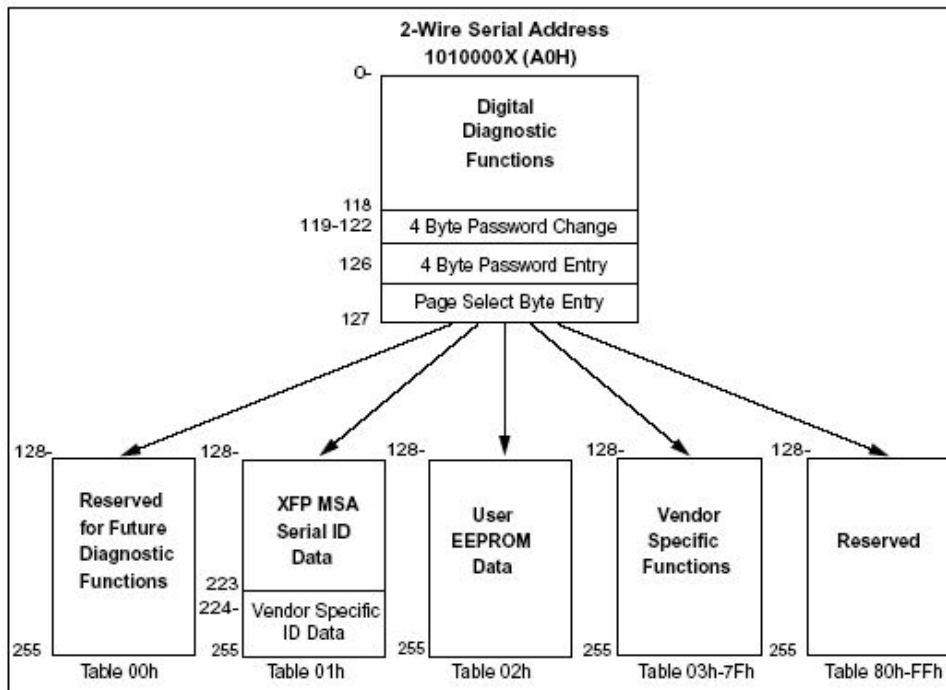 2-Wire Serial Address
1010000X (A0H)
0-
Digital
Diagnostic
Functions
118
119-122
4 Byte Password Change
126
4 Byte Password Entry
Page Select Byte Entry
127
128-
Reserved
for Future
Diagnostic
Functions
255
Table 00h
128-
XFP MSA
Serial ID
Data
223
224-
Vendor Specific
ID Data
255
Table 01h
128-
User
EEPROM
Data
255
Table 02h
128-
Vendor
Specific
Functions
255
Table 03h-7Fh
128-
Reserved
255
Table 80h-FFh